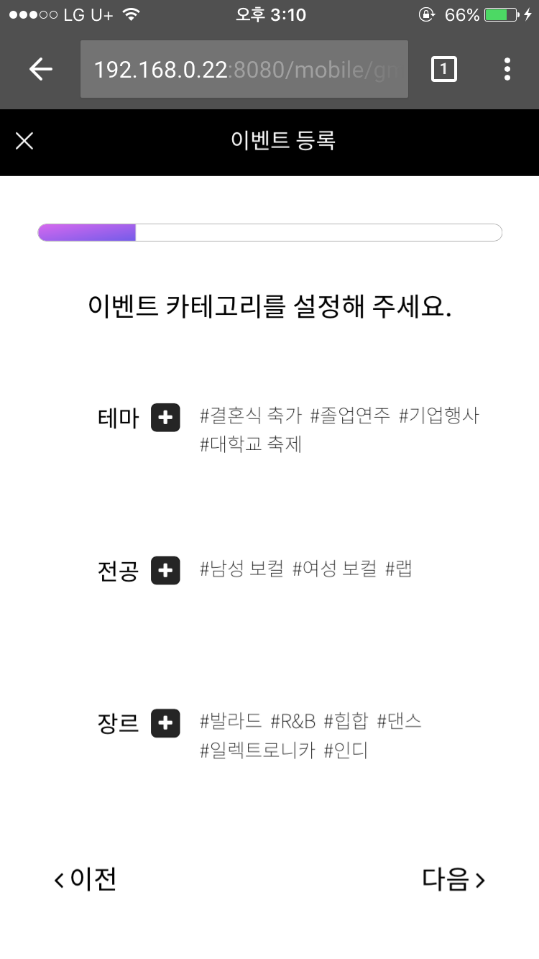 LG U+ 오후 3:10 66%
192.168.0.22:8080/mobile/gm 1
이벤트 등록
이벤트 카테고리를 설정해 주세요.
테마 #결혼식 축가 #졸업연주 #기업행사
#대학교 축제
전공 #남성 보컬 #여성 보컬 #랩
장르 #발라드 #R&B #힙합 #댄스
#일렉트로니카 #인디
이전 다음